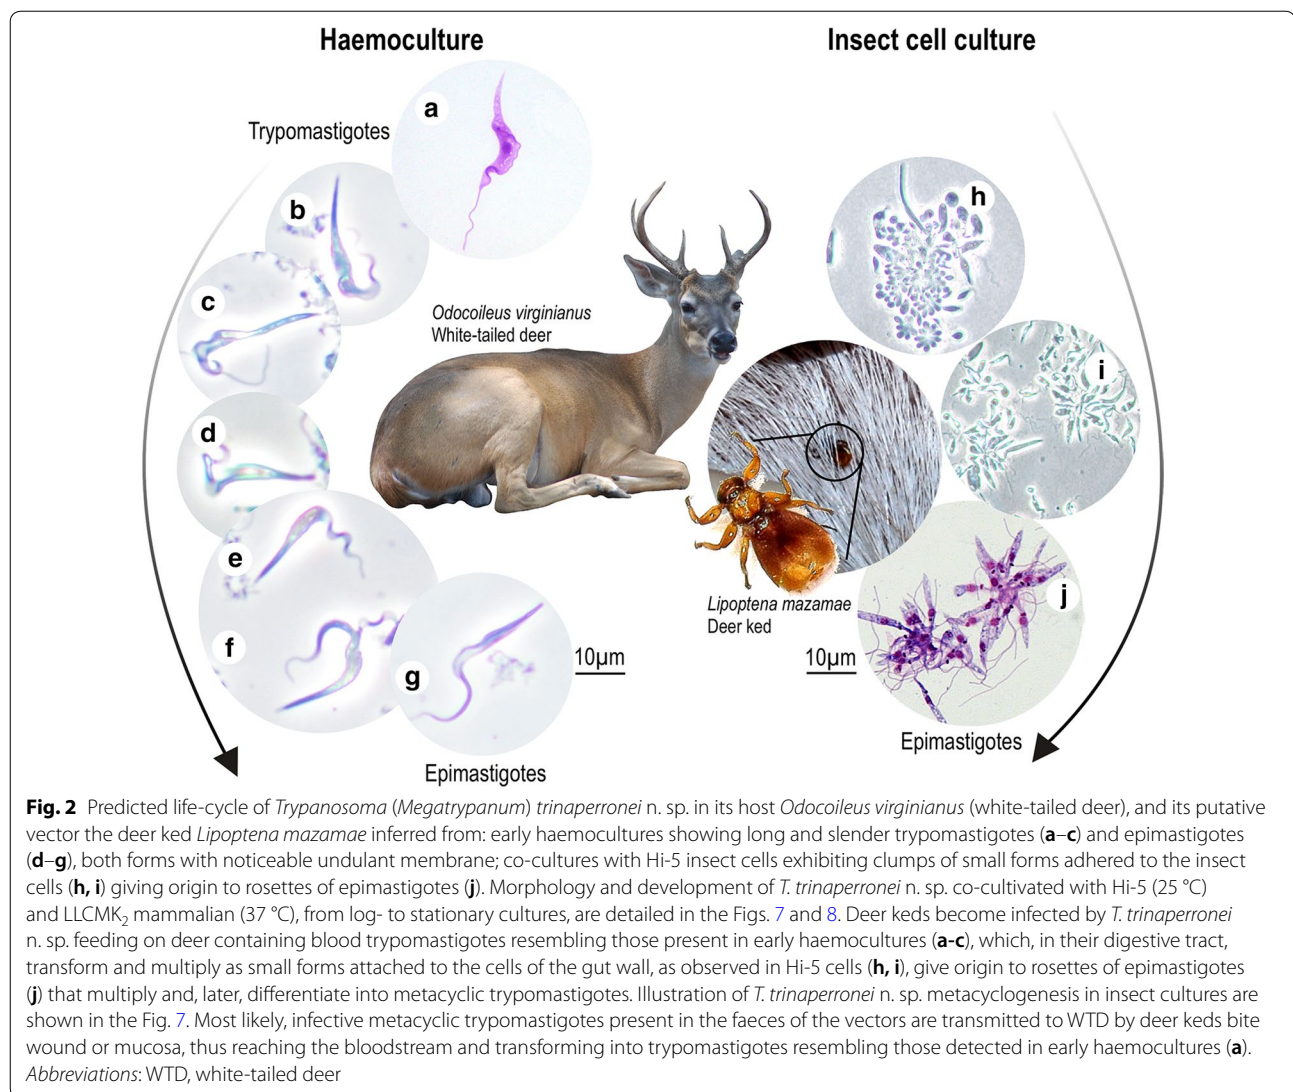 Haemoculture
Insect cell culture
a
Trypomastigotes
b
c
d
e
f
g
Odocoileus virginianus
White-tailed deer
h
i
j
Lipoptena mazamae
Deer ked
10µm
10µm
Epimastigotes
Epimastigotes
Fig. 2 Predicted life-cycle of Trypanosoma (Megatrypanum) trinaperronei n. sp. in its host Odocoileus virginianus (white-tailed deer), and its putative
vector the deer ked Lipoptena mazamae inferred from: early haemocultures showing long and slender trypomastigotes (a–c) and epimastigotes
(d–g), both forms with noticeable undulant membrane; co-cultures with Hi-5 insect cells exhibiting clumps of small forms adhered to the insect
cells (h, i) giving origin to rosettes of epimastigotes (j). Morphology and development of T. trinaperronei n. sp. co-cultivated with Hi-5 (25 °C)
and LLCMK₂ mammalian (37 °C), from log- to stationary cultures, are detailed in the Figs. 7 and 8. Deer keds become infected by T. trinaperronei
n. sp. feeding on deer containing blood trypomastigotes resembling those present in early haemocultures (a-c), which, in their digestive tract,
transform and multiply as small forms attached to the cells of the gut wall, as observed in Hi-5 cells (h, i), give origin to rosettes of epimastigotes
(j) that multiply and, later, differentiate into metacyclic trypomastigotes. Illustration of T. trinaperronei n. sp. metacyclogenesis in insect cultures are
shown in the Fig. 7. Most likely, infective metacyclic trypomastigotes present in the faeces of the vectors are transmitted to WTD by deer keds bite
wound or mucosa, thus reaching the bloodstream and transforming into trypomastigotes resembling those detected in early haemocultures (a).
Abbreviations: WTD, white-tailed deer